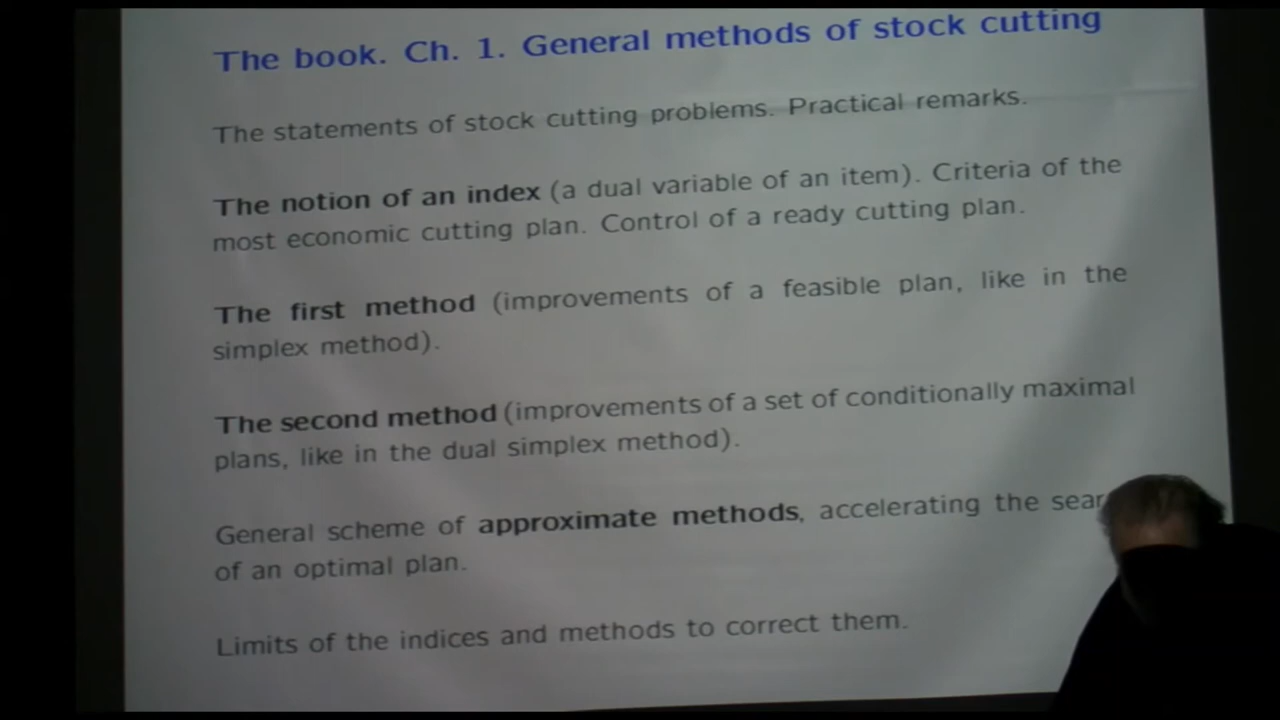 The book. Ch. 1. General methods of stock cutting
The statements of stock cutting problems. Practical remarks.
The notion of an index (a dual variable of an item). Criteria of the
most economic cutting plan. Control of a ready cutting plan.
The first method (improvements of a feasible plan, like in the
simplex method).
The second method (improvements of a set of conditionally maximal
plans, like in the dual simplex method).
General scheme of approximate methods, accelerating the sear
of an optimal plan.
Limits of the indices and methods to correct them.